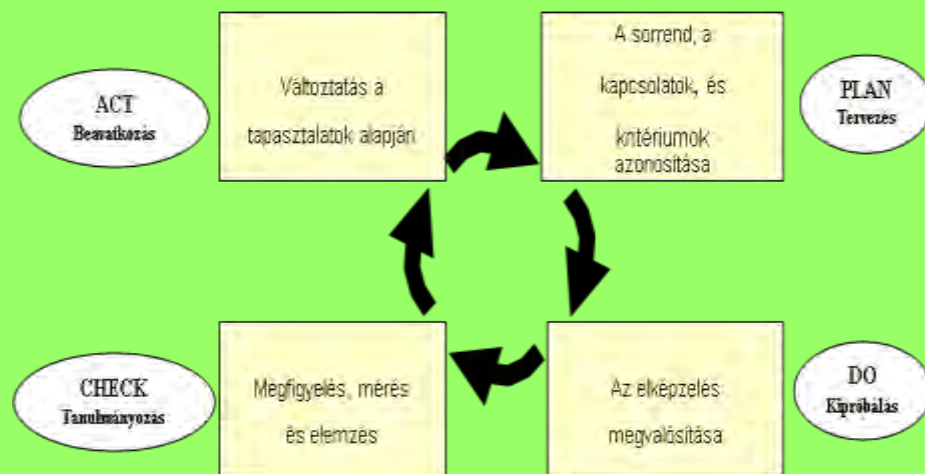 ACT
Beavatkozás
Változtatás a
tapasztalatok alapján
A sorrend, a
kapcsolatok, és
kritériumok
azonosítása
PLAN
Tervezés
CHECK
Tanulmányozás
Megfigyelés, mérés
és elemzés
Az elképzelés
megvalósítása
DO
Kipróbálás